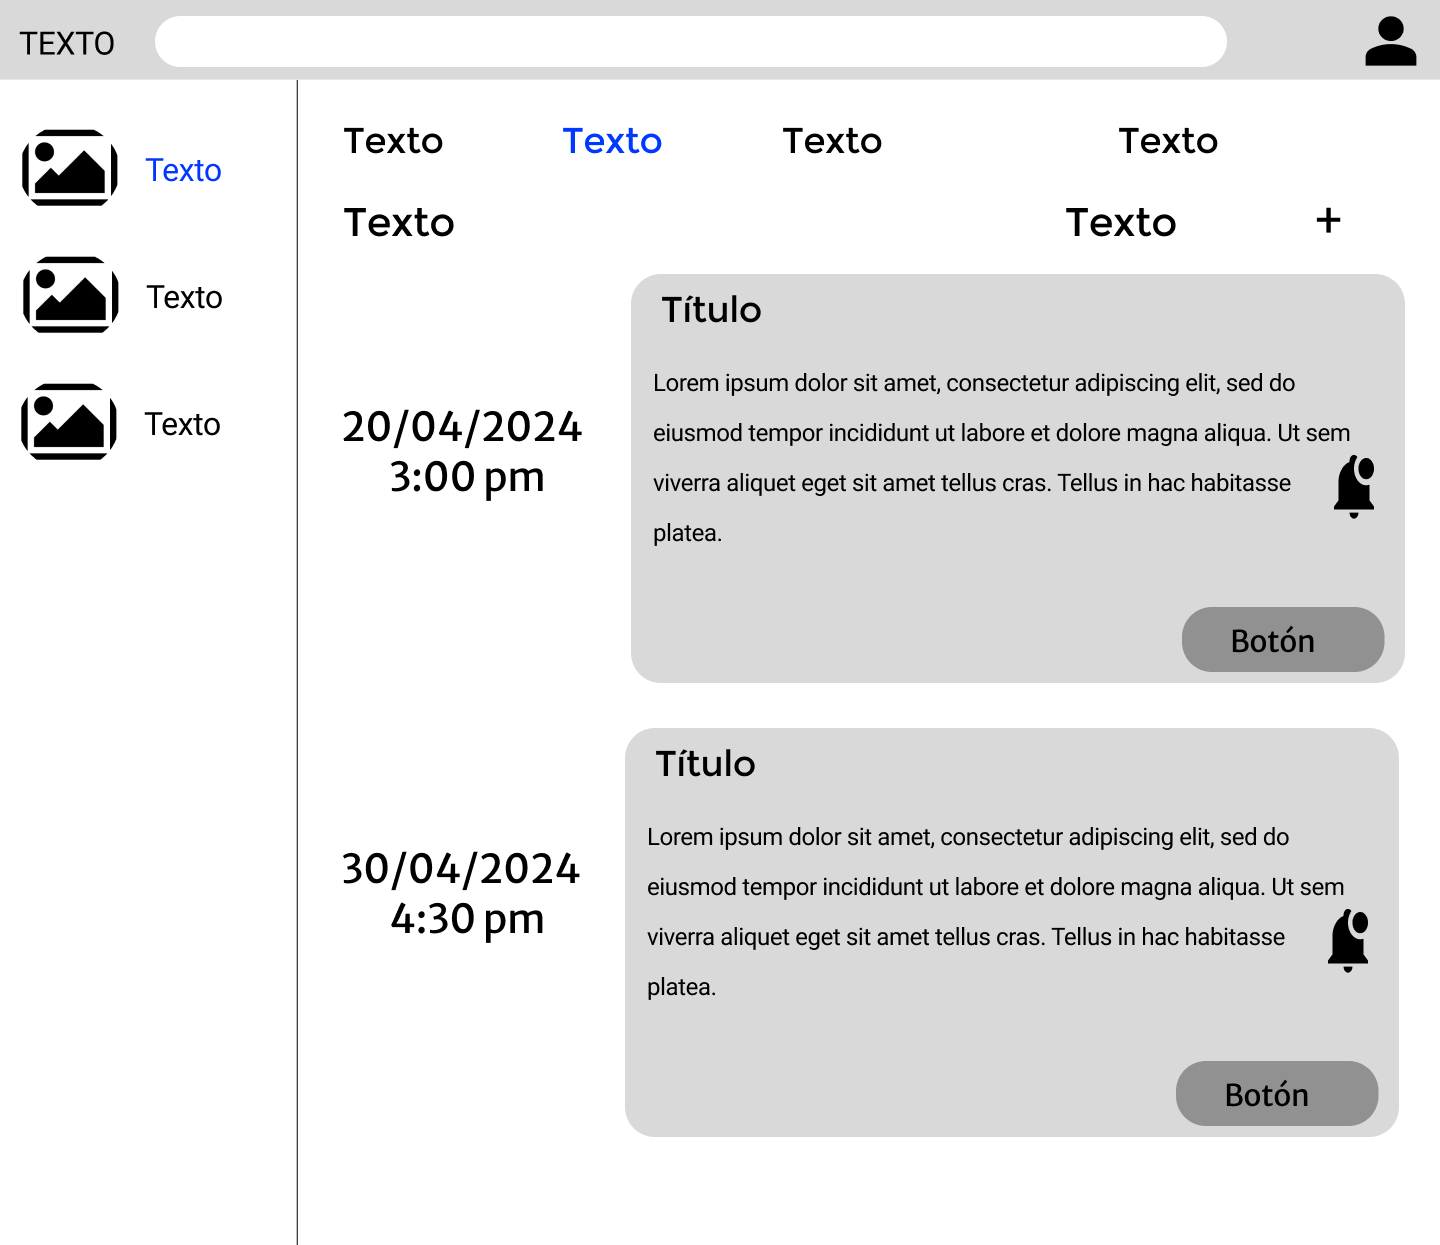 TEXTO
Texto
Texto
Texto
Texto Texto Texto Texto
Texto Texto +
20/04/2024
3:00 pm
Título
Lorem ipsum dolor sit amet, consectetur adipiscing elit, sed do
eiusmod tempor incididunt ut labore et dolore magna aliqua. Ut sem
viverra aliquet eget sit amet tellus cras. Tellus in hac habitasse
platea.
Botón
30/04/2024
4:30 pm
Título
Lorem ipsum dolor sit amet, consectetur adipiscing elit, sed do
eiusmod tempor incididunt ut labore et dolore magna aliqua. Ut sem
viverra aliquet eget sit amet tellus cras. Tellus in hac habitasse
platea.
Botón